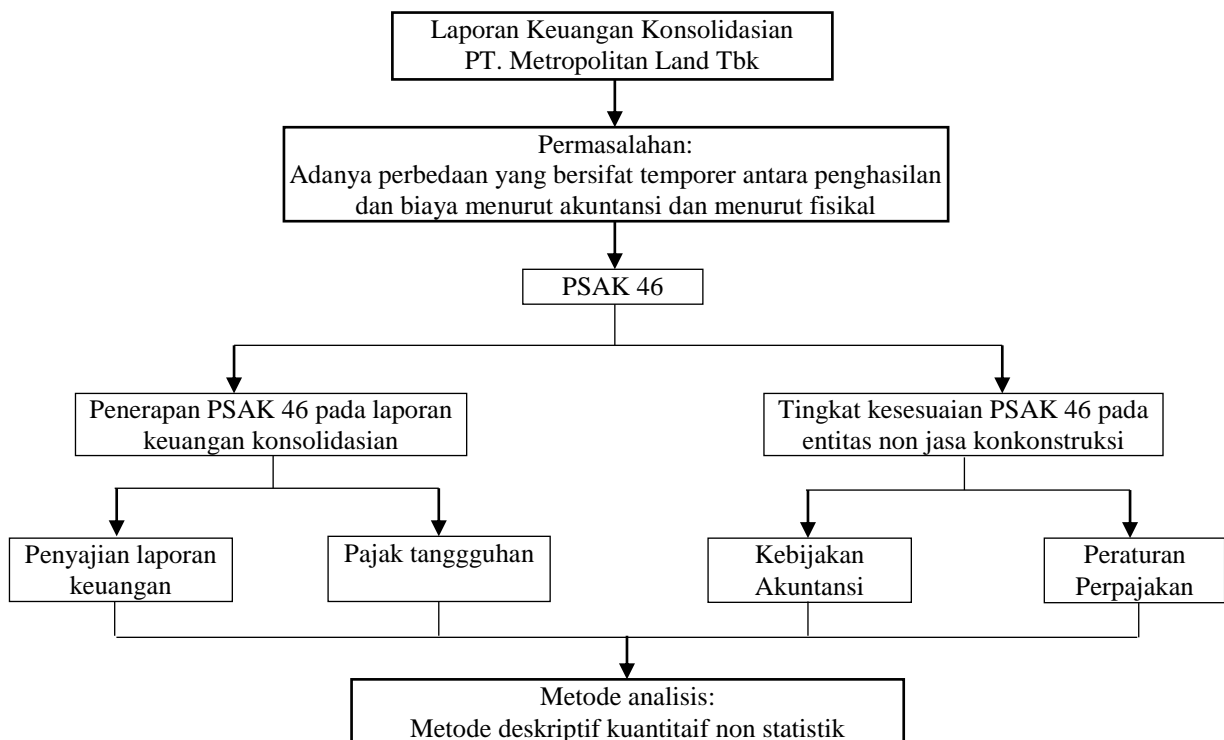 Laporan Keuangan Konsolidasian
PT. Metropolitan Land Tbk
Permasalahan:
Adanya perbedaan yang bersifat temporer antara penghasilan
dan biaya menurut akuntansi dan menurut fisikal
PSAK 46
Penerapan PSAK 46 pada laporan
keuangan konsolidasian
Tingkat kesesuaian PSAK 46 pada
entitas non jasa konkonstruksi
Penyajian laporan
keuangan
Pajak tanggguhan
Kebijakan
Akuntansi
Peraturan
Perpajakan
Metode analisis:
Metode deskriptif kuantitaif non statistik